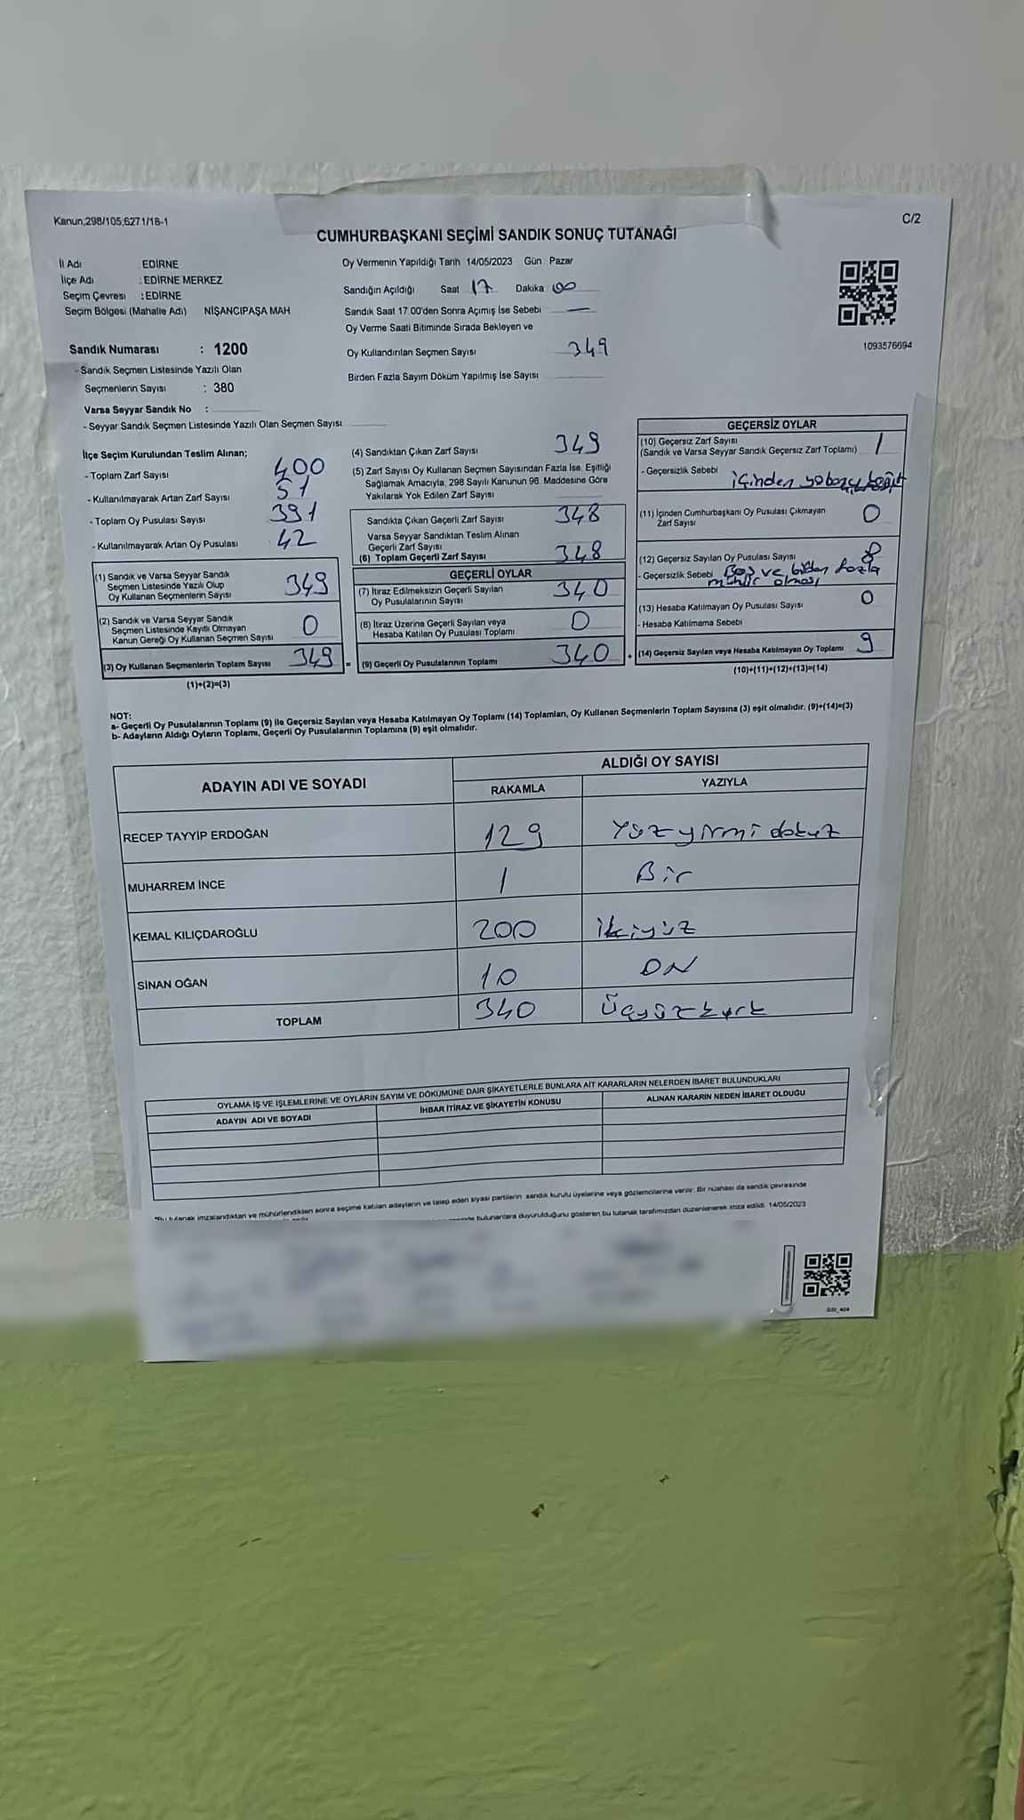 Kanun,298/105,6271/18-1
C/2
CUMHURBAŞKANI SEÇİMİ SANDIK SONUÇ TUTANAĞI
İl Adı EDİRNE
İlçe Adı : EDİRNE MERKEZ
Seçim Çevresi : EDİRNE
Seçim Bölgesi (Mahalle Adı) NİŞANCIPAŞA MAH
Sandık Numarası : 1200
- Sandık Seçmen Listesinde Yazılı Olan
Seçmenlerin Sayısı : 380
Varsa Seyyar Sandık No :
- Seyyar Sandık Seçmen Listesinde Yazılı Olan Seçmen Sayısı
Oy Vermenin Yapıldığı Tarih 14/05/2023 Gün Pazar
Sandığın Açıldığı Saat 17 Dakika 00
Sandık Saat 17.00'den Sonra Açımış İse Sebebi —
Oy Verme Saati Bitiminde Sırada Bekleyen ve
Oy Kullandırılan Seçmen Sayısı 349
Birden Fazla Sayım Döküm Yapılmış İse Sayısı
1093576694
İlçe Seçim Kurulundan Teslim Alınan;
- Toplam Zarf Sayısı 400
- Kullanılmayarak Artan Zarf Sayısı 51
- Toplam Oy Pusulası Sayısı 391
- Kullanılmayarak Artan Oy Pusulası 42
(1) Sandık ve Varsa Seyyar Sandık
Seçmen Listesinde Yazılı Olup
Oy Kullanan Seçmenlerin Sayısı 349
(2) Sandık ve Varsa Seyyar Sandık
Seçmen Listesinde Kayıtlı Olmayan
Kanun Gereği Oy Kullanan Seçmen Sayısı 0
(3) Oy Kullanan Seçmenlerin Toplam Sayısı 349 =
(1)+(2)=(3)
(4) Sandıktan Çıkan Zarf Sayısı 349
(5) Zarf Sayısı Oy Kullanan Seçmen Sayısından Fazla İse, Eşitliği
Sağlamak Amacıyla, 298 Sayılı Kanunun 98. Maddesine Göre
Yakılarak Yok Edilen Zarf Sayısı
Sandıkta Çıkan Geçerli Zarf Sayısı 348
Varsa Seyyar Sandıktan Teslim Alınan
Geçerli Zarf Sayısı
(6) Toplam Geçerli Zarf Sayısı 348
GEÇERLİ OYLAR
(7) İtiraz Edilmeksizin Geçerli Sayılan
Oy Pusulalarının Sayısı 340
(8) İtiraz Üzerine Geçerli Sayılan veya
Hesaba Katılan Oy Pusulası Toplamı 0
(9) Geçerli Oy Pusulalarının Toplamı 340 +
GEÇERSİZ OYLAR
(10) Geçersiz Zarf Sayısı
(Sandık ve Varsa Seyyar Sandık Geçersiz Zarf Toplamı) 1
- Geçersizlik Sebebi içinden yabancı kağıt
(11) İçinden Cumhurbaşkanı Oy Pusulası Çıkmayan
Zarf Sayısı 0
(12) Geçersiz Sayılan Oy Pusulası Sayısı 8
- Geçersizlik Sebebi Boş ve birden fazla
mühür olması
(13) Hesaba Katılmayan Oy Pusulası Sayısı 0
- Hesaba Katılmama Sebebi
(14) Geçersiz Sayılan veya Hesaba Katılmayan Oy Toplamı 9
(10)+(11)+(12)+(13)=(14)
NOT:
a- Geçerli Oy Pusulalarının Toplamı (9) ile Geçersiz Sayılan veya Hesaba Katılmayan Oy Toplamı (14) Toplamları, Oy Kullanan Seçmenlerin Toplam Sayısına (3) eşit olmalıdır. (9)+(14)=(3)
b- Adayların Aldığı Oyların Toplamı, Geçerli Oy Pusulalarının Toplamına (9) eşit olmalıdır.
ADAYIN ADI VE SOYADI ALDIĞI OY SAYISI
RAKAMLA YAZIYLA
RECEP TAYYİP ERDOĞAN 129 Yüzyirmidokuz
MUHARREM İNCE 1 Bir
KEMAL KILIÇDAROĞLU 200 ikiyüz
SİNAN OĞAN 10 ON
TOPLAM 340 Üçyüzkırk
OYLAMA İŞ VE İŞLEMLERİNE VE OYLARIN SAYIM VE DÖKÜMÜNE DAİR ŞİKAYETLERLE BUNLARA AİT KARARLARIN NELERDEN İBARET BULUNDUKLARI
ADAYIN ADI VE SOYADI İHBAR İTİRAZ VE ŞİKAYETİN KONUSU ALINAN KARARIN NEDEN İBARET OLDUĞU
imzalandıktan ve mühürlendikten sonra seçime katılan adayların ve talep eden siyasi partilerin sandık kurulu üyelerine veya gözlemcilerine verilir. Bir nüshası da sandık çevresinde
bulunanlara duyurulduğunu gösteren bu tutanak tarafımızdan düzenlenerek imza edildi. 14/05/2023